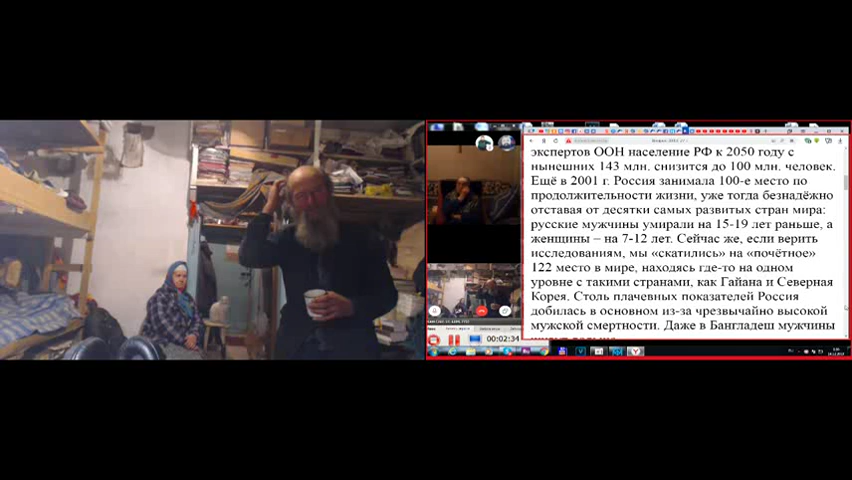 экспертов ООН население РФ к 2050 году с
нынешних 143 млн. снизится до 100 млн. человек.
Ещё в 2001 г. Россия занимала 100-е место по
продолжительности жизни, уже тогда безнадёжно
отставая от десятки самых развитых стран мира:
русские мужчины умирали на 15-19 лет раньше, а
женщины – на 7-12 лет. Сейчас же, если верить
исследованиям, мы «скатились» на «почётное»
122 место в мире, находясь где-то на одном
уровне с такими странами, как Гайана и Северная
Корея. Столь плачевных показателей Россия
добилась в основном из-за чрезвычайно высокой
мужской смертности. Даже в Бангладеш мужчины
00:02:34